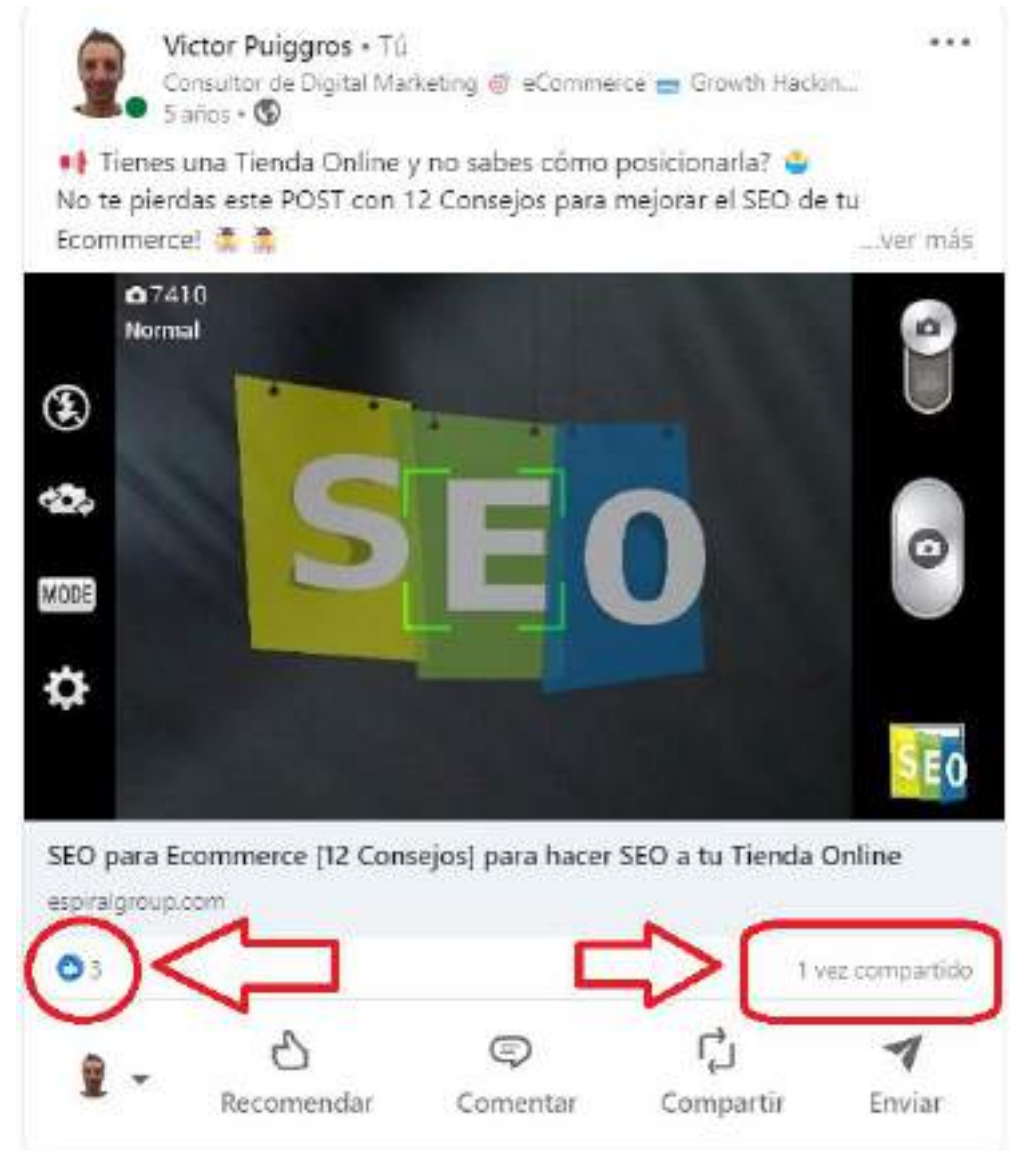 Victor Puiggros • Tú
Consultor de Digital Marketing 🎯 eCommerce Growth Hackin...
5 años •
Tienes una Tienda Online y no sabes cómo posicionarla?
No te pierdas este POST con 12 Consejos para mejorar el SEO de tu
Ecommerce!
...ver más
7410
Normal
MODE
SEO
SEO
SEO para Ecommerce [12 Consejos] para hacer SEO a tu Tienda Online
espiralgroup.com
3
1 vez compartido
Recomendar
Comentar
Compartir
Enviar